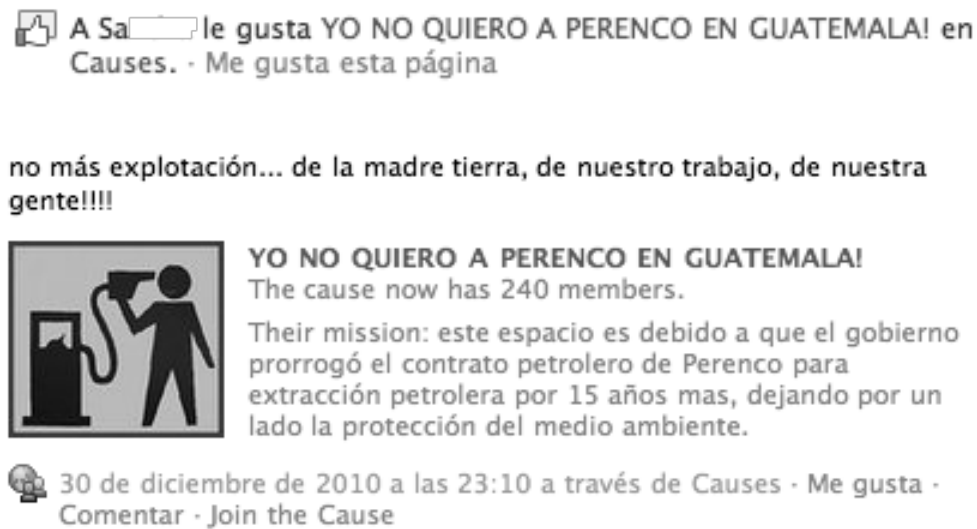 A Sa le gusta YO NO QUIERO A PERENCO EN GUATEMALA! en
Causes. · Me gusta esta página
no más explotación... de la madre tierra, de nuestro trabajo, de nuestra
gente!!!!
YO NO QUIERO A PERENCO EN GUATEMALA!
The cause now has 240 members.
Their mission: este espacio es debido a que el gobierno
prorrogó el contrato petrolero de Perenco para
extracción petrolera por 15 años mas, dejando por un
lado la protección del medio ambiente.
30 de diciembre de 2010 a las 23:10 a través de Causes · Me gusta ·
Comentar · Join the Cause